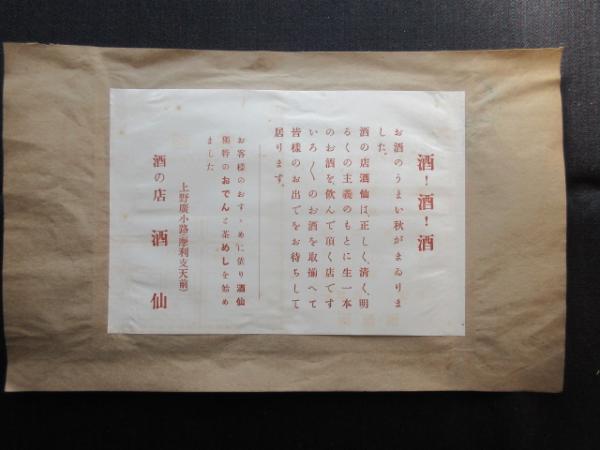 酒!酒!酒
お酒のうまい秋がまゐりま
した。
酒の店酒仙は、正しく、清く、明
るくの主義のもとに生一本
のお酒を飲んで頂く店です
いろ〱のお酒を取揃へて
皆様のお出でをお待ちして
居ります。
お客様のおすゝめに依り酒仙
獨特のおでんと茶めしを始め
ました
上野廣小路(摩利支天前)
酒の店 酒仙